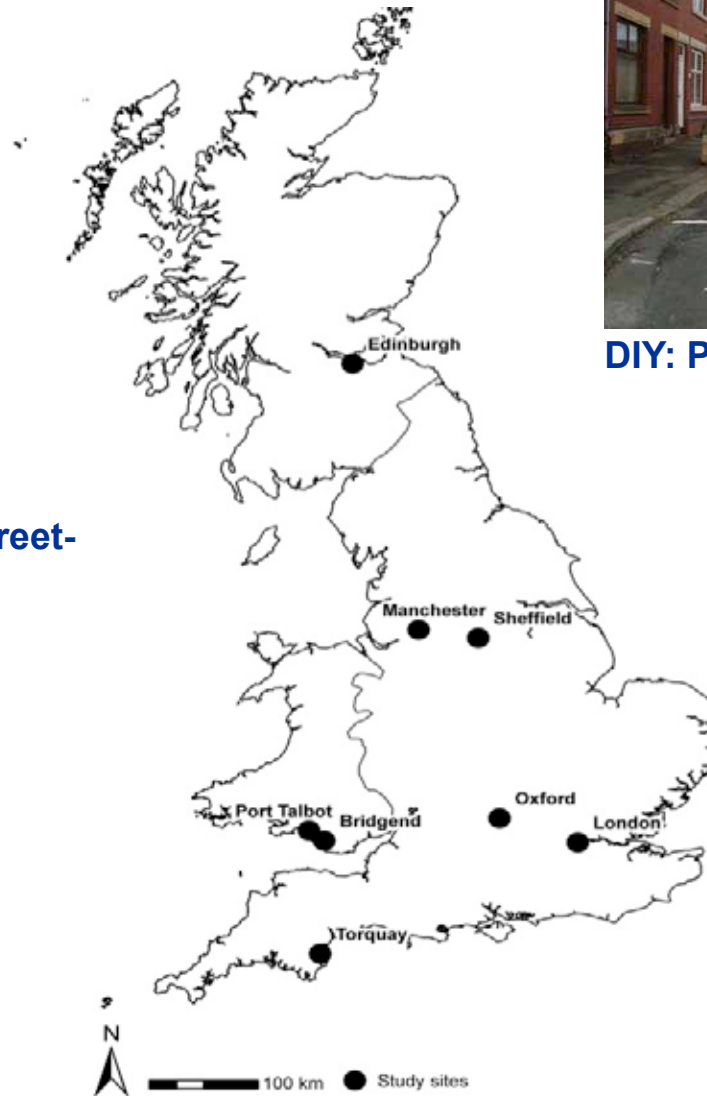 Edinburgh
DIY: P
reet-
Manchester
Sheffield
Port Talbot
Bridgend
Oxford
London
Torquay
N
100 km
Study sites